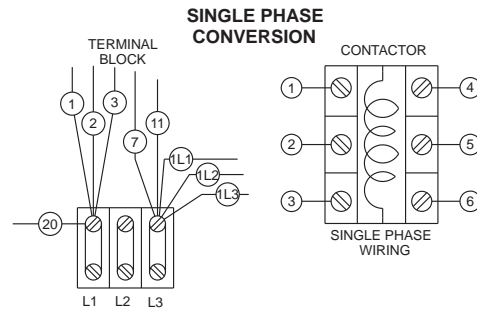 SINGLE PHASE
CONVERSION
TERMINAL
BLOCK
1
2
3
7
11
1L1
1L2
1L3
20
L1 L2 L3
CONTACTOR
1 4
2 5
3 6
SINGLE PHASE
WIRING